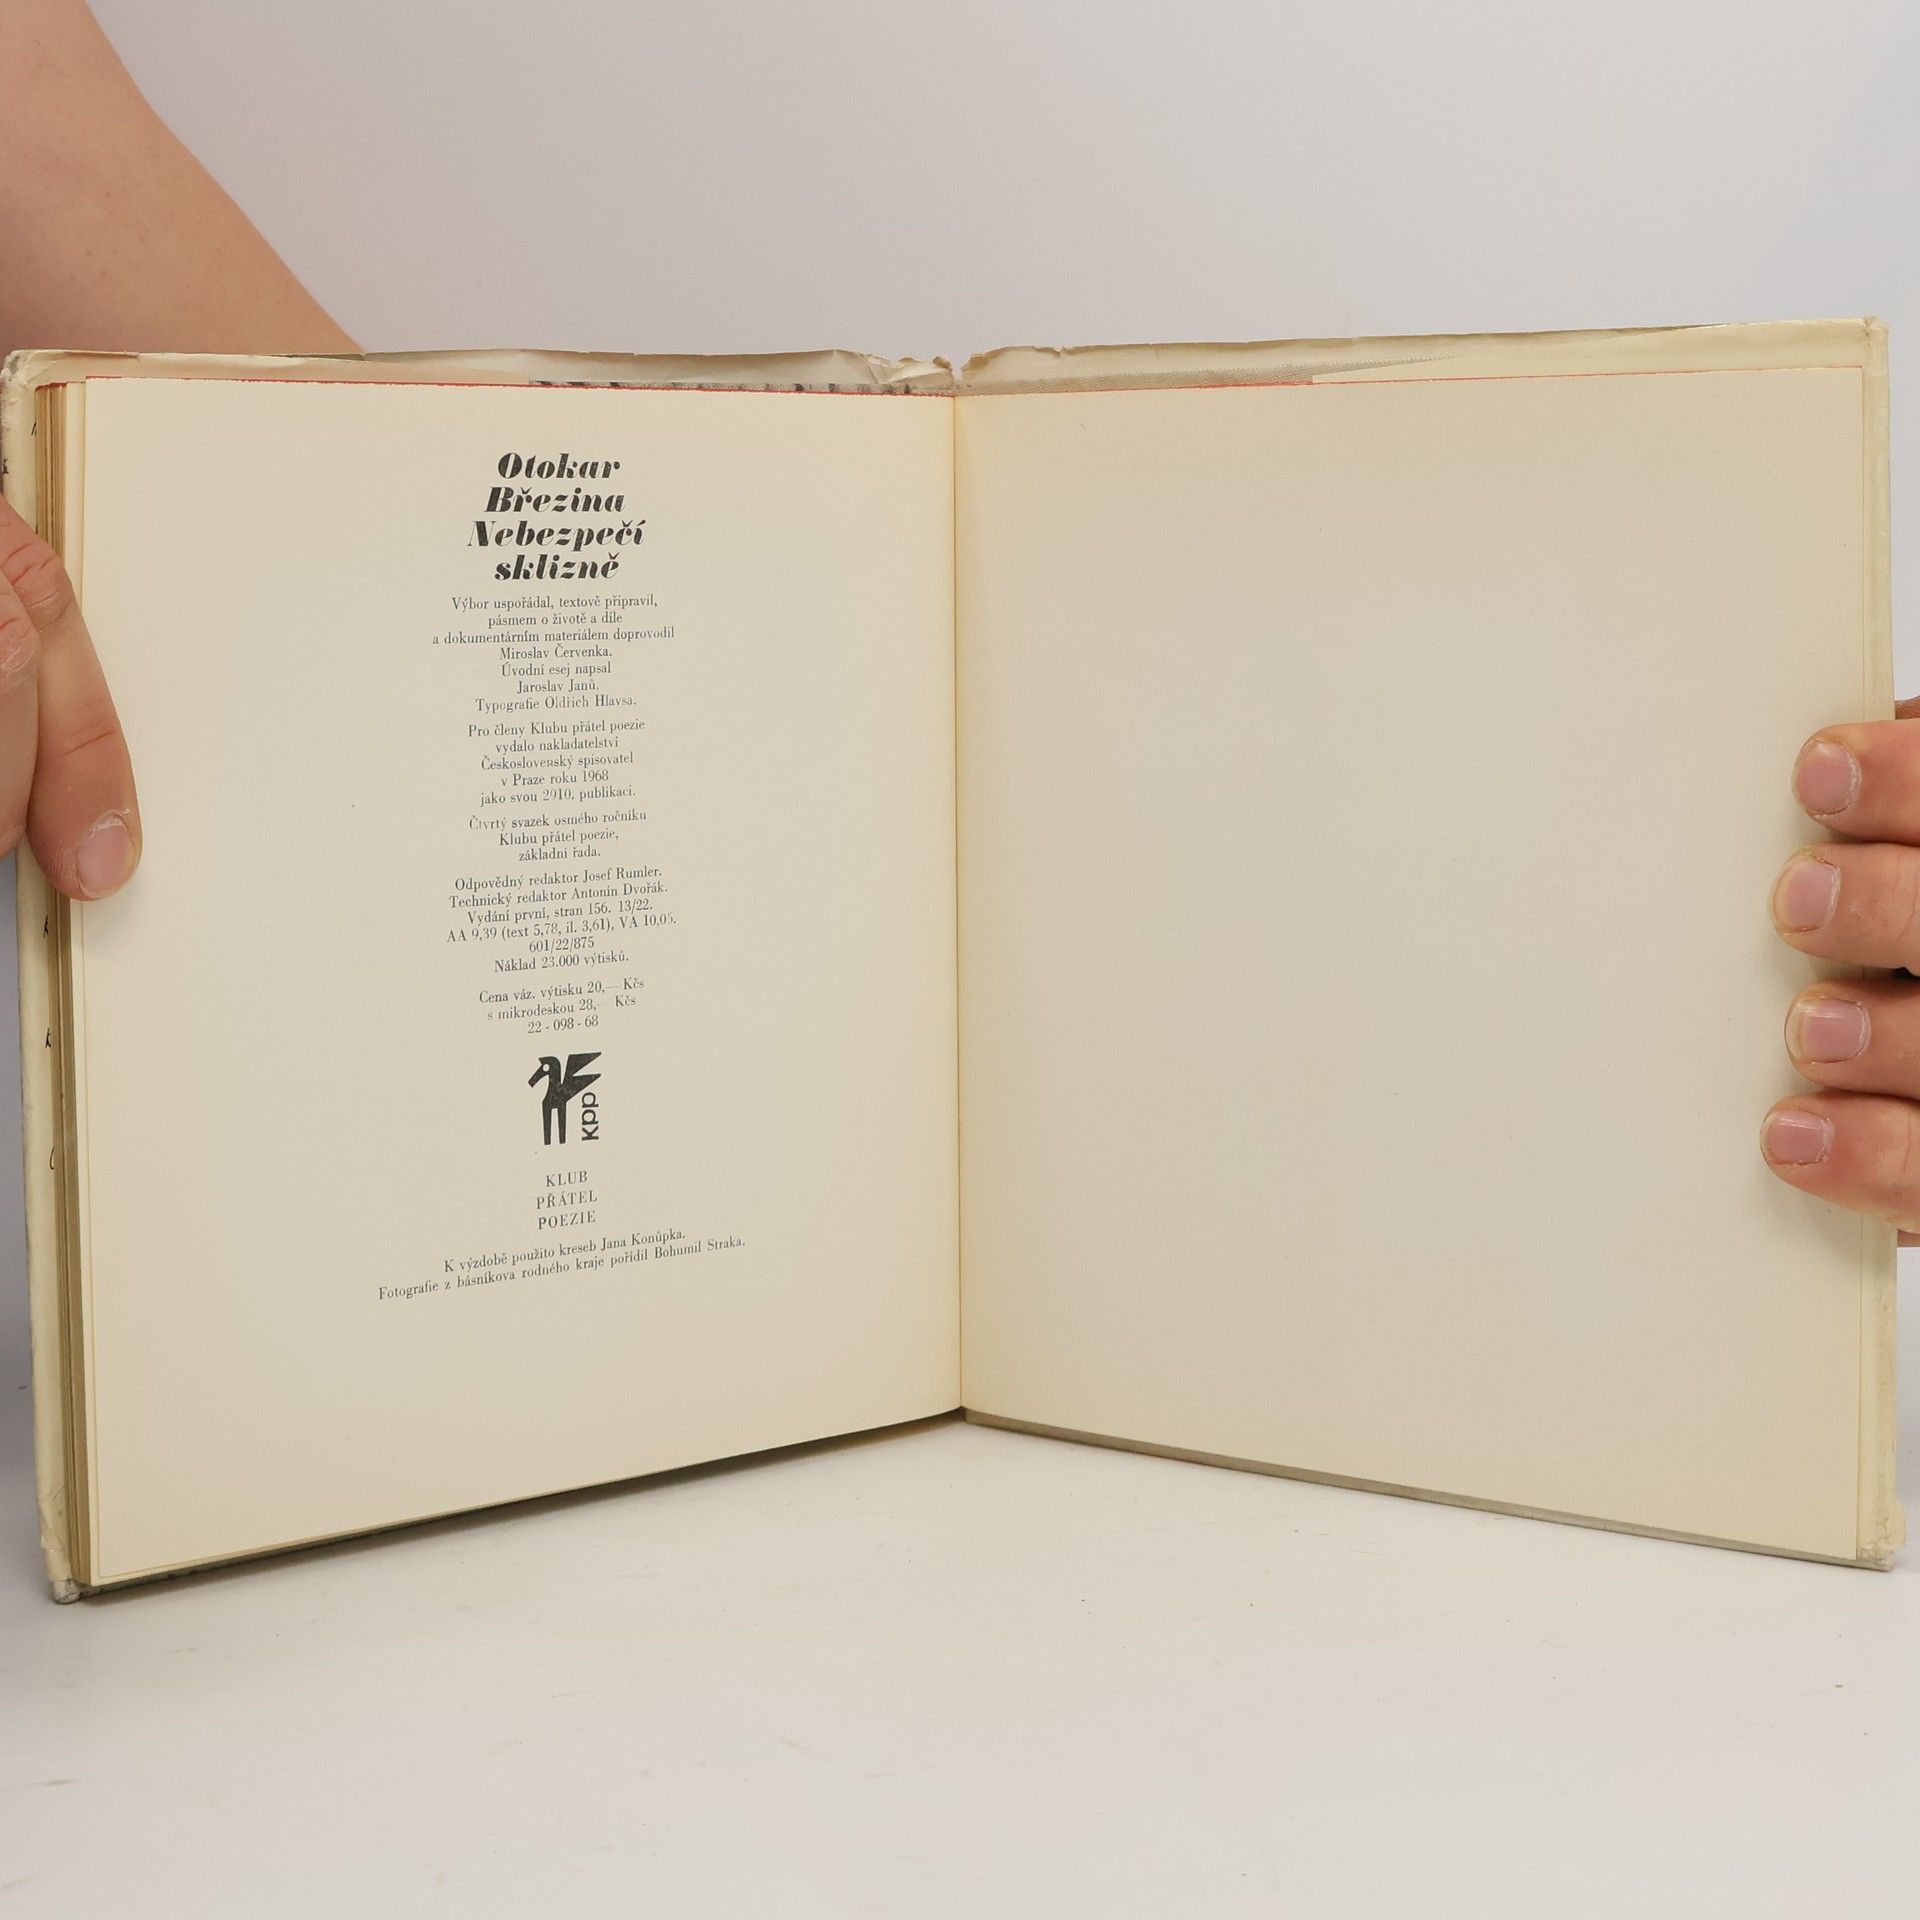 Otokar
Březina
Nebezpečí
sklizně
Výbor uspořádal, textově připravil,
pásmem o životě a díle
a dokumentárním materiálem doprovodil
Miroslav Červenka.
Úvodní esej napsal
Jaroslav Janů.
Typografie Oldřich Hlavsa.
Pro členy Klubu přátel poezie
vydalo nakladatelství
Československý spisovatel
v Praze roku 1968
jako svou 2910. publikaci.
Čtvrtý svazek osmého ročníku
Klubu přátel poezie,
základní řada.
Odpovědný redaktor Josef Rumler.
Technický redaktor Antonín Dvořák.
Vydání první, stran 156. 13/22.
AA 9,39 (text 5,78, il. 3,61), VA 10,06.
601/22/875
Náklad 23.000 výtisků.
Cena váz. výtisku 20,— Kčs
s mikrodeskou 28,— Kčs
22 - 098 - 68
kpp
KLUB
PŘÁTEL
POEZIE
K výzdobě použito kreseb Jana Konůpka.
Fotografie z básníkova rodného kraje pořídil Bohumil Straka.